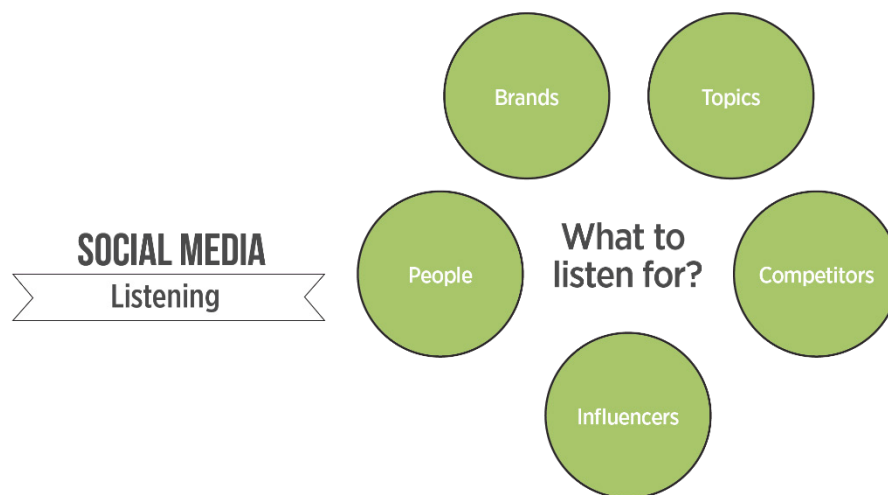 SOCIAL MEDIA
Listening
Brands
Topics
People
What to
listen for?
Competitors
Influencers